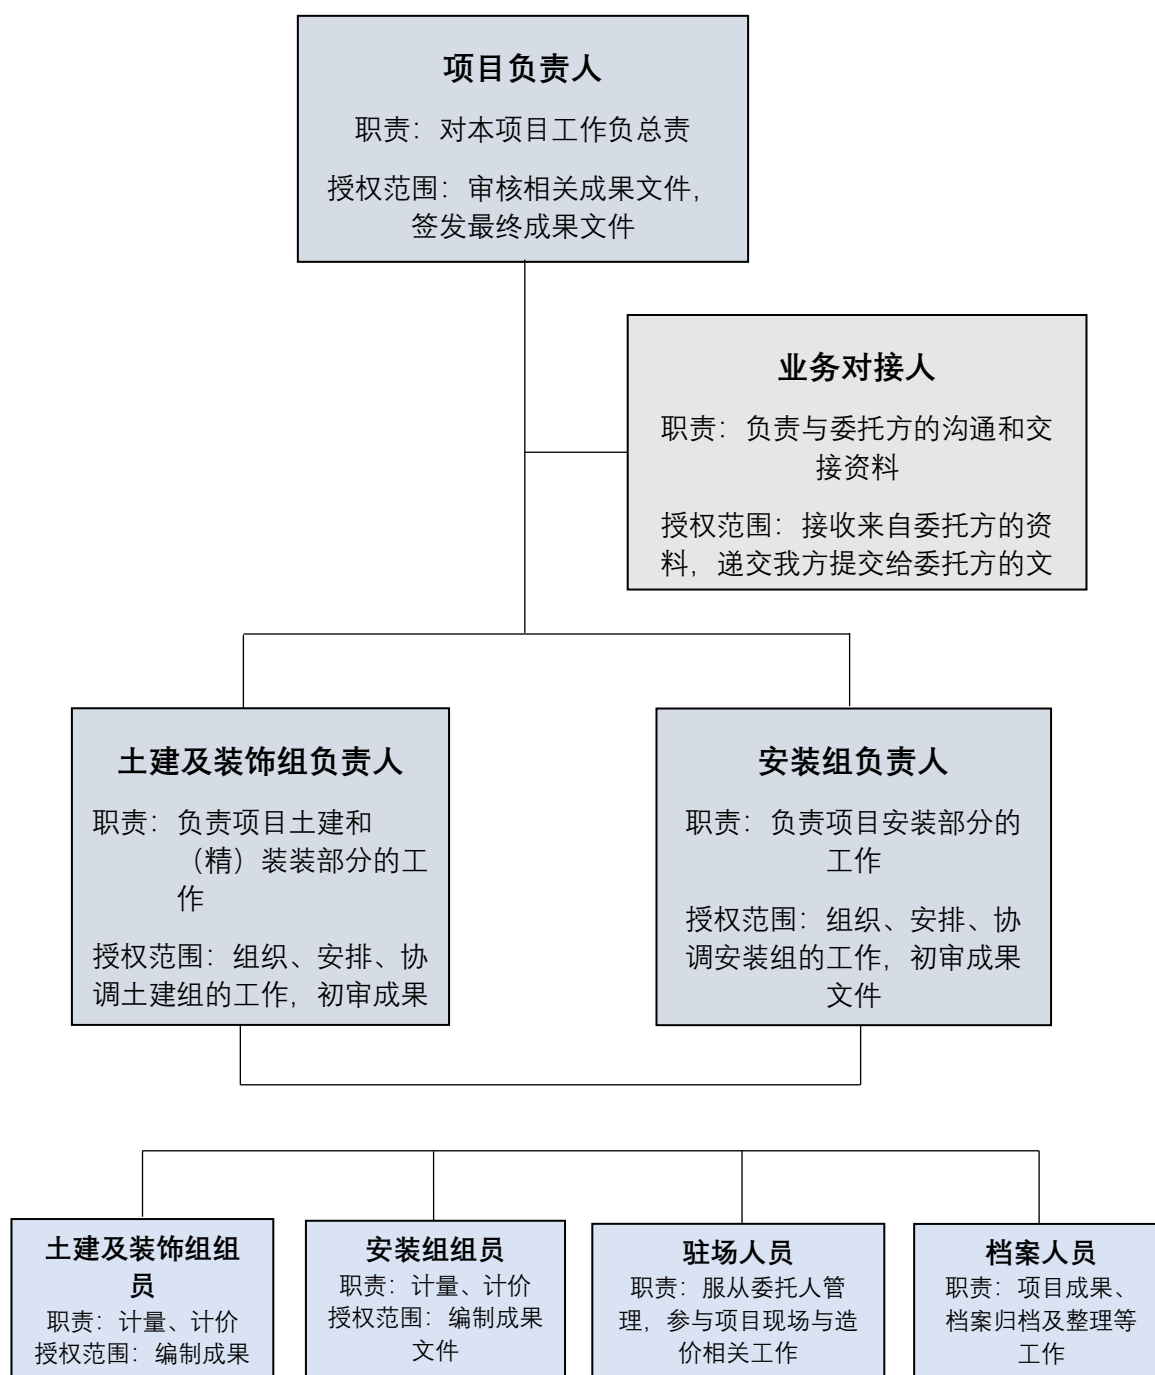 项目负责人
职责：对本项目工作负总责
授权范围：审核相关成果文件，
签发最终成果文件
业务对接人
职责：负责与委托方的沟通和交
接资料
授权范围：接收来自委托方的资
料，递交我方提交给委托方的文
土建及装饰组负责人
职责：负责项目土建和
（精）装装部分的工
作
授权范围：组织、安排、协
调土建组的工作，初审成果
安装组负责人
职责：负责项目安装部分的
工作
授权范围：组织、安排、协
调安装组的工作，初审成果
文件
土建及装饰组组
员
职责：计量、计价
授权范围：编制成果
安装组组员
职责：计量、计价
授权范围：编制成果
文件
驻场人员
职责：服从委托人管
理，参与项目现场与造
价相关工作
档案人员
职责：项目成果、
档案归档及整理等
工作